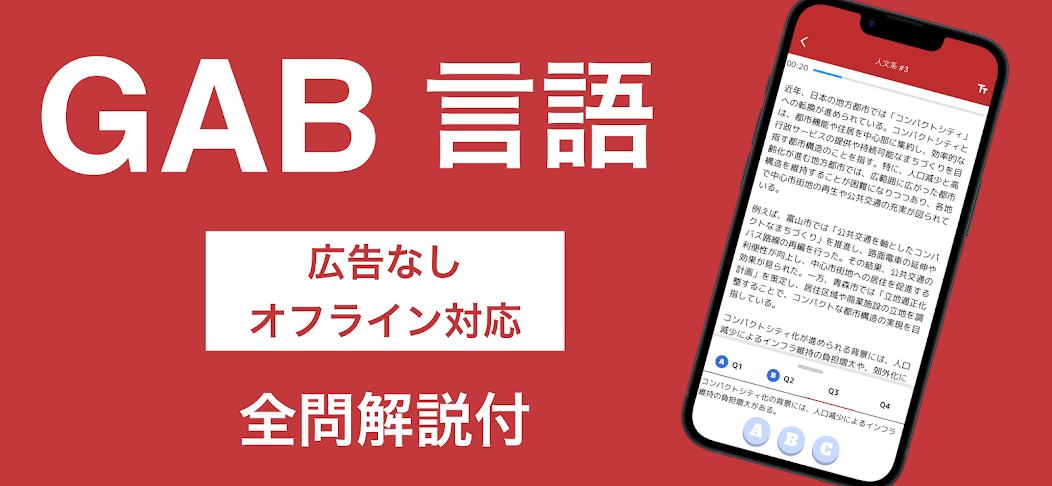 GAB 言語
広告なし
オフライン対応
全問解説付
人文系 #3
00:20
Tт
近年、日本の地方都市では「コンパクトシティ」
への転換が進められている。コンパクトシティと
は、都市機能や住居を中心部に集約し、効率的な
行政サービスの提供や持続可能なまちづくりを目
指す都市構造のことを指す。特に、人口減少と高
齢化が進む地方都市では、広範囲に広がった都市
構造を維持することが困難になりつつあり、各地
で中心市街地の再生や公共交通の充実が図られて
いる。
例えば、富山市では「公共交通を軸としたコンパ
クトなまちづくり」を推進し、路面電車の延伸や
バス路線の再編を行った。その結果、公共交通の
利便性が向上し、中心市街地への居住を促進する
効果が見られた。一方、青森市では「立地適正化
計画」を策定し、居住区域や商業施設の立地を調
整することで、コンパクトな都市構造の実現を目
指している。
コンパクトシティ化が進められる背景には、人口
減少によるインフラ維持の負担増大や、郊外化に
A Q1 B Q2 Q3 Q4
コンパクトシティ化の背景には、人口減少によるインフラ
維持の負担増大がある。
A B C